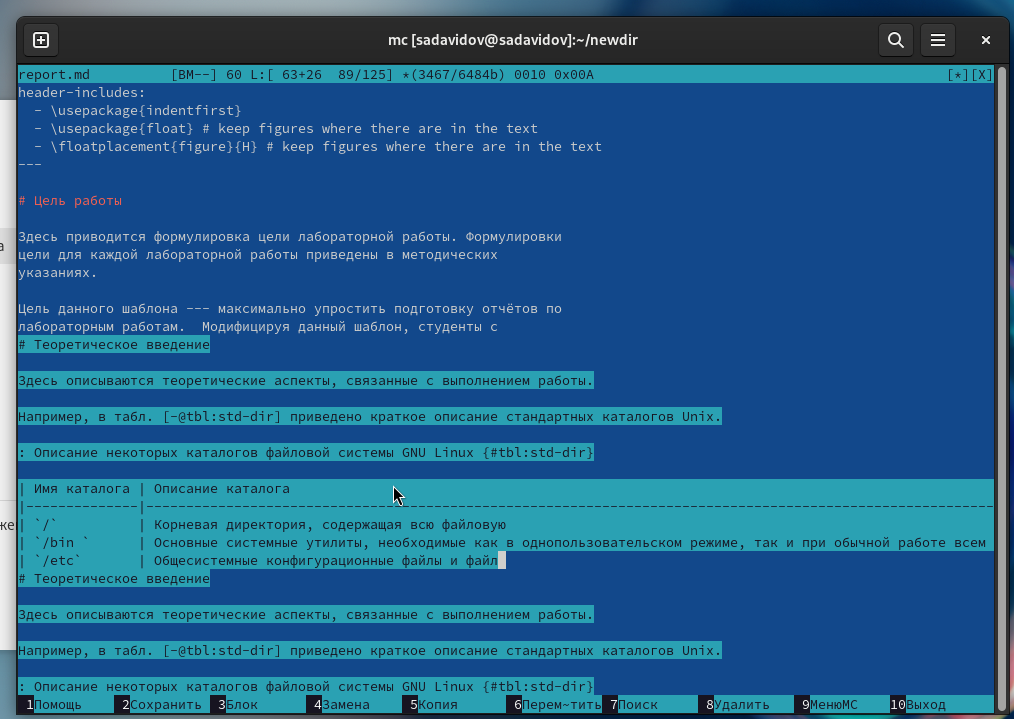 mc [sadavidov@sadavidov]:~/newdir
report.md          [BM--] 60 L:[ 63+26  89/125] *(3467/6484b) 0010 0x00A                                            [*][X]
header-includes:
  - \usepackage{indentfirst}
  - \usepackage{float} # keep figures where there are in the text
  - \floatplacement{figure}{H} # keep figures where there are in the text
---
# Цель работы
Здесь приводится формулировка цели лабораторной работы. Формулировки
цели для каждой лабораторной работы приведены в методических
указаниях.
Цель данного шаблона --- максимально упростить подготовку отчётов по
лабораторным работам.  Модифицируя данный шаблон, студенты с
# Теоретическое введение
Здесь описываются теоретические аспекты, связанные с выполнением работы.
Например, в табл. [-@tbl:std-dir] приведено краткое описание стандартных каталогов Unix.
: Описание некоторых каталогов файловой системы GNU Linux {#tbl:std-dir}
| Имя каталога | Описание каталога
|--------------|----------------------------------------------------------------------------------------------------------
| `/`          | Корневая директория, содержащая всю файловую
| `/bin `      | Основные системные утилиты, необходимые как в однопользовательском режиме, так и при обычной работе всем
| `/etc`       | Общесистемные конфигурационные файлы и файл
# Теоретическое введение
Здесь описываются теоретические аспекты, связанные с выполнением работы.
Например, в табл. [-@tbl:std-dir] приведено краткое описание стандартных каталогов Unix.
: Описание некоторых каталогов файловой системы GNU Linux {#tbl:std-dir}
1Помощь 2Сохранить 3Блок 4Замена 5Копия 6Перем~тить 7Поиск 8Удалить 9МенюMC 10Выход